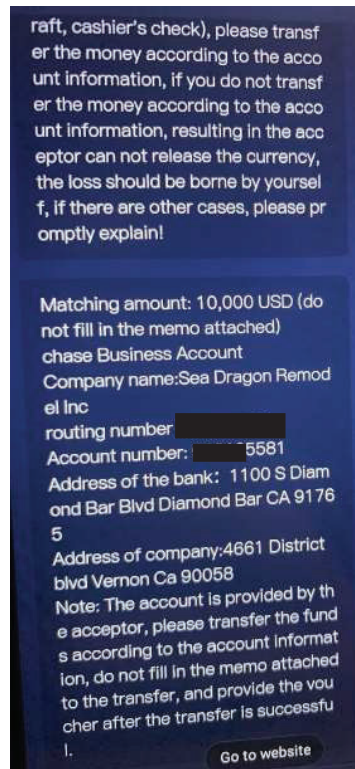 raft, cashier's check), please transf
er the money according to the acco
unt information, if you do not transf
er the money according to the acco
unt information, resulting in the acc
eptor can not release the currency,
the loss should be borne by yoursel
f, if there are other cases, please pr
omptly explain!
Matching amount: 10,000 USD (do
not fill in the memo attached)
chase Business Account
Company name:Sea Dragon Remod
el Inc
routing number
Account number: 5581
Address of the bank: 1100 S Diam
ond Bar Blvd Diamond Bar CA 9176
5
Address of company:4661 District
blvd Vernon Ca 90058
Note: The account is provided by th
e acceptor, please transfer the fund
s according to the account informat
ion, do not fill in the memo attached
to the transfer, and provide the vou
cher after the transfer is successfu
l.
Go to website